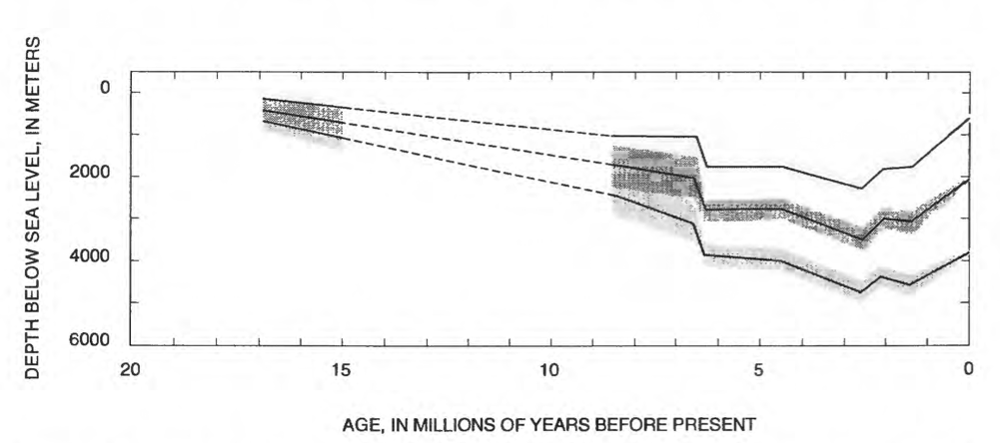 DEPTH BELOW SEA LEVEL, IN METERS
0
2000
4000
6000
20 15 10 5 0
AGE, IN MILLIONS OF YEARS BEFORE PRESENT